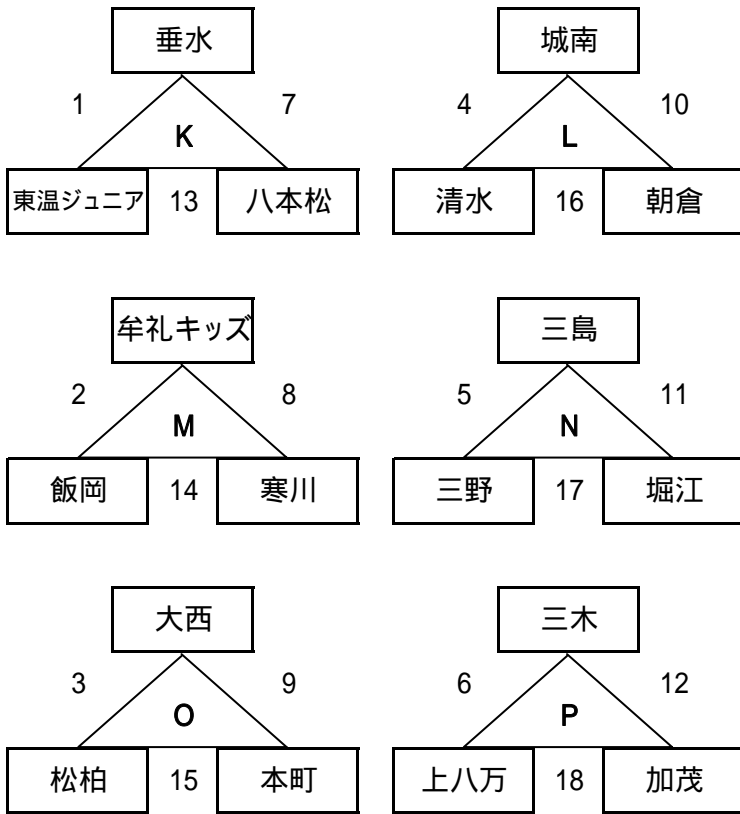 垂水 城南
1 7 4 10
K L
東温ジュニア 13 八本松 清水 16 朝倉
牟礼キッズ 三島
2 8 5 11
M N
飯岡 14 寒川 三野 17 堀江
大西 三木
3 9 6 12
O P
松柏 15 本町 上八万 18 加茂